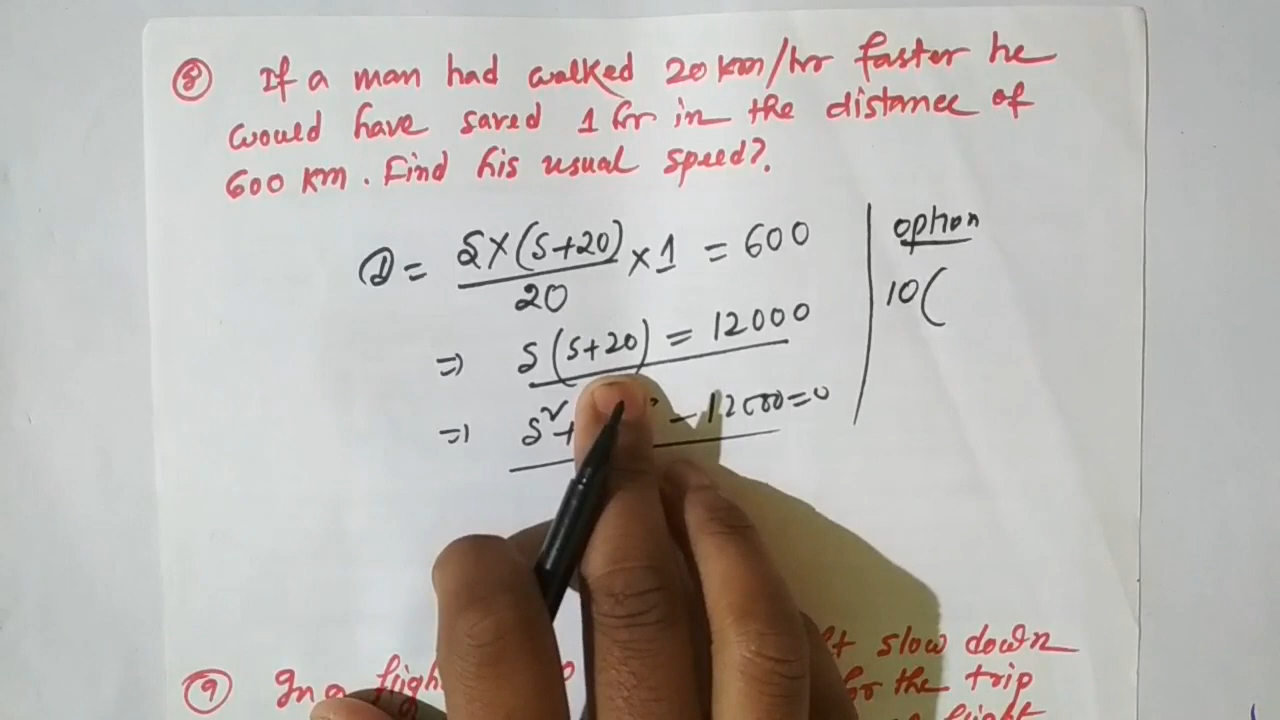 ⑧ If a man had walked 20 km/hr faster he
would have saved 1 hr in the distance of
600 km. Find his usual speed?.
D = S×(S+20)/20 ×1 = 600
option
10(
⇒ S(S+20) = 12000
⇒ S² + - 12000=0
slow down
⑨ In a
for the trip
flight